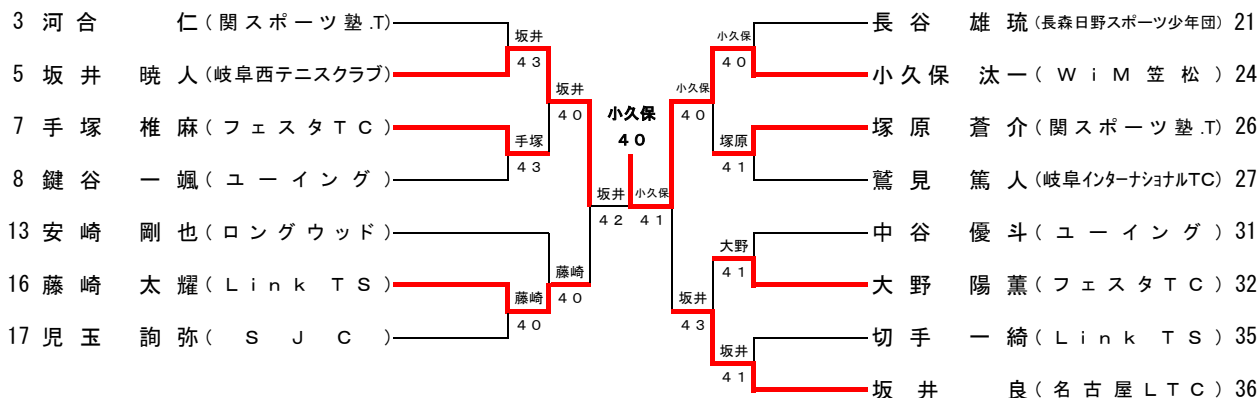 3 河合 仁(関スポーツ塾.T)
5 坂井 暁人(岐阜西テニスクラブ)
7 手塚 椎麻(フェスタTC)
8 鍵谷 一颯(ユーイング)
13 安崎 剛也(ロングウッド)
16 藤崎 太耀(Link TS)
17 児玉 詢弥(SJC)
坂井
43
手塚
43
藤崎
40
坂井
40
藤崎
40
坂井
42
小久保
40
小久保
41
小久保
40
坂井
43
小久保
40
塚原
41
大野
41
坂井
41
長谷 雄琉(長森日野スポーツ少年団) 21
小久保 汰一(WiM笠松) 24
塚原 蒼介(関スポーツ塾.T) 26
鷲見 篤人(岐阜インターナショナルTC) 27
中谷 優斗(ユーイング) 31
大野 陽薫(フェスタTC) 32
切手 一綺(Link TS) 35
坂井 良(名古屋LTC) 36